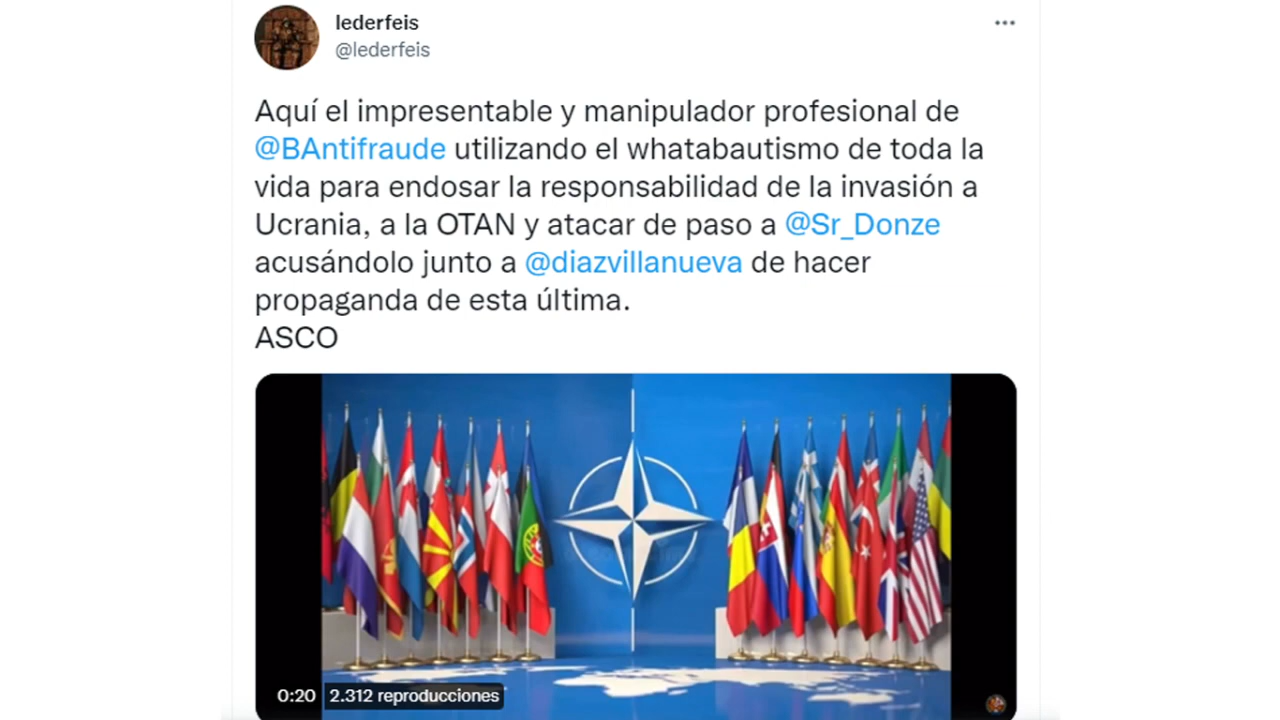 lederfeis
@lederfeis
Aquí el impresentable y manipulador profesional de
@BAntifraude utilizando el whatabautismo de toda la
vida para endosar la responsabilidad de la invasión a
Ucrania, a la OTAN y atacar de paso a @Sr_Donze
acusándolo junto a @diazvillanueva de hacer
propaganda de esta última.
ASCO
0:20 2.312 reproducciones